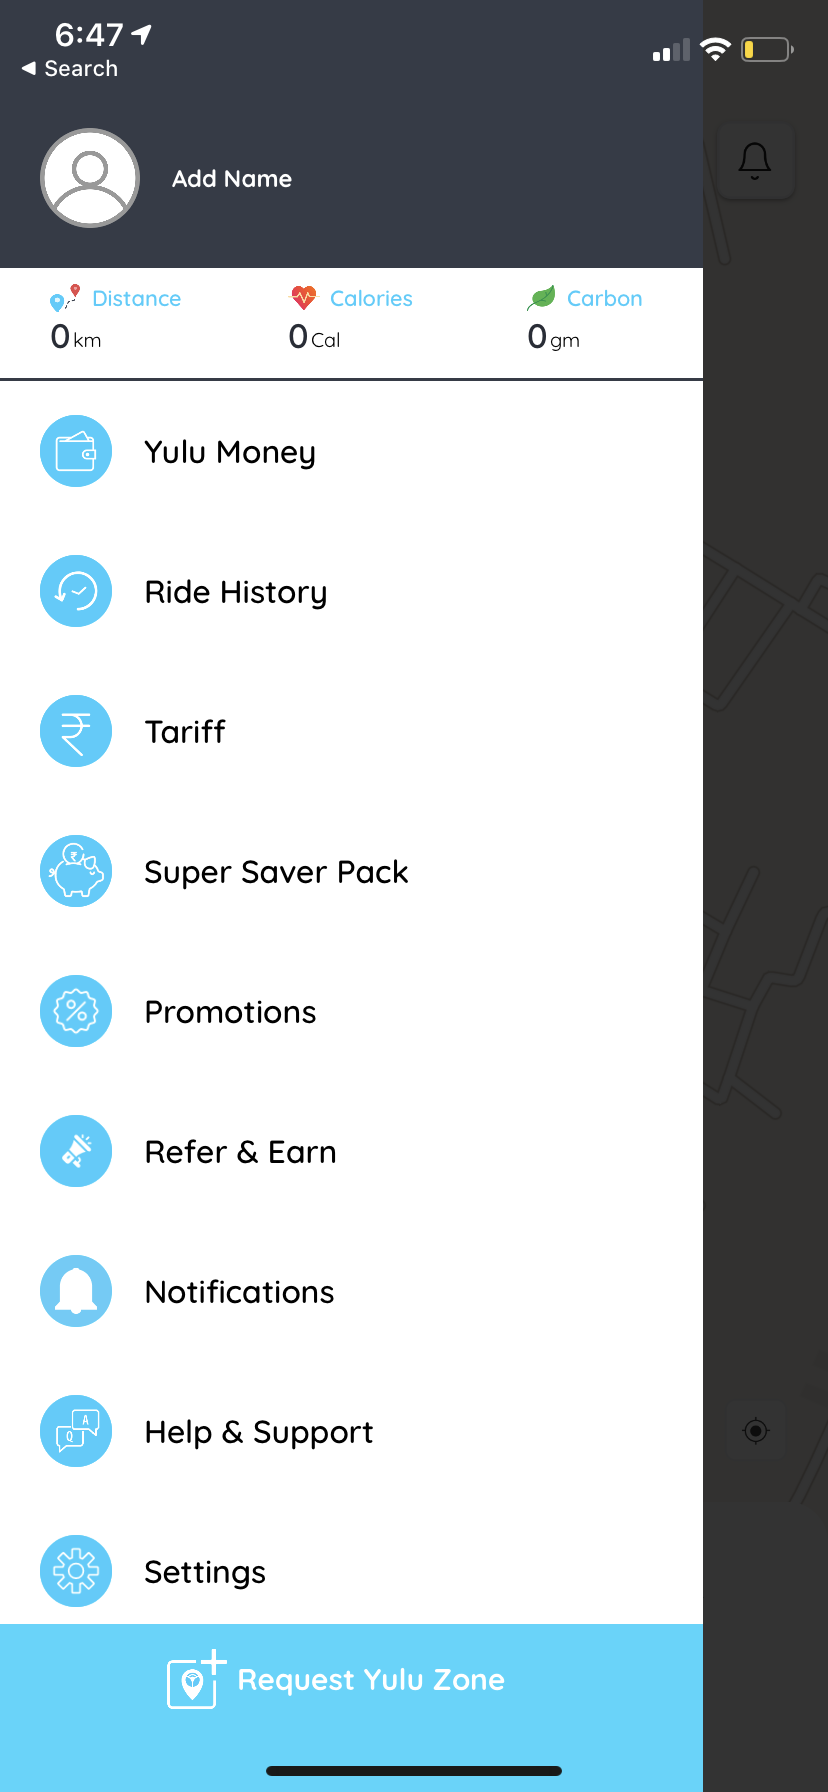 6:47
◀ Search
Add Name
Distance
0 km
Calories
0 Cal
Carbon
0 gm
Yulu Money
Ride History
₹
Tariff
₹
Super Saver Pack
%
Promotions
Refer & Earn
Notifications
A
Q
Help & Support
Settings
Request Yulu Zone